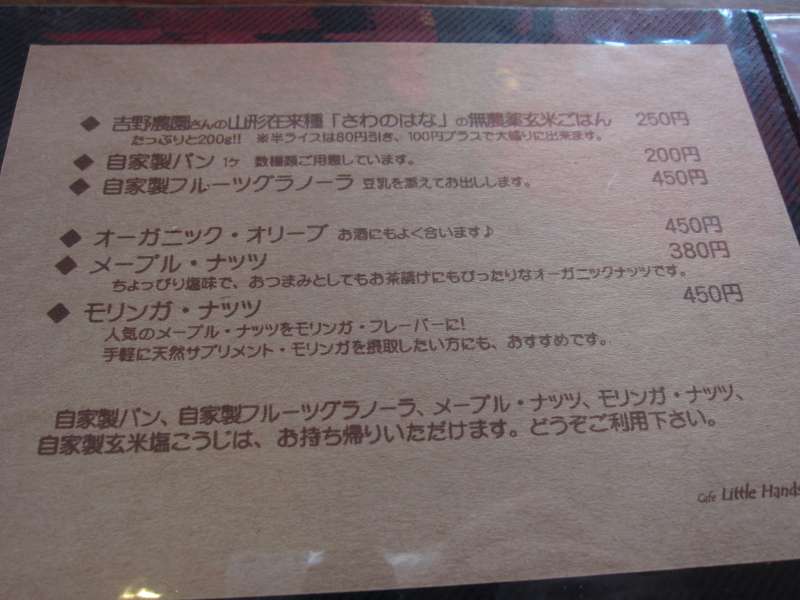 ◆ 吉野農園さんの山形在来種「さわのはな」の無農薬玄米ごはん 250円
たっぷりと200g!! ※半ライスは80円引き、100円プラスで大盛りに出来ます。
◆ 自家製パン 1ヶ 数種類ご用意しています。 200円
◆ 自家製フルーツグラノーラ 豆乳を添えてお出しします。 450円
◆ オーガニック・オリーブ お酒にもよく合います♪ 450円
◆ メープル・ナッツ 380円
ちょっぴり塩味で、おつまみとしてもお茶請けにもぴったりなオーガニックナッツです。
◆ モリンガ・ナッツ 450円
人気のメープル・ナッツをモリンガ・フレーバーに!
手軽に天然サプリメント・モリンガを摂取したい方にも、おすすめです。
自家製パン、自家製フルーツグラノーラ、メープル・ナッツ、モリンガ・ナッツ、
自家製玄米塩こうじは、お持ち帰りいただけます。どうぞご利用下さい。
Cafe Little Hands